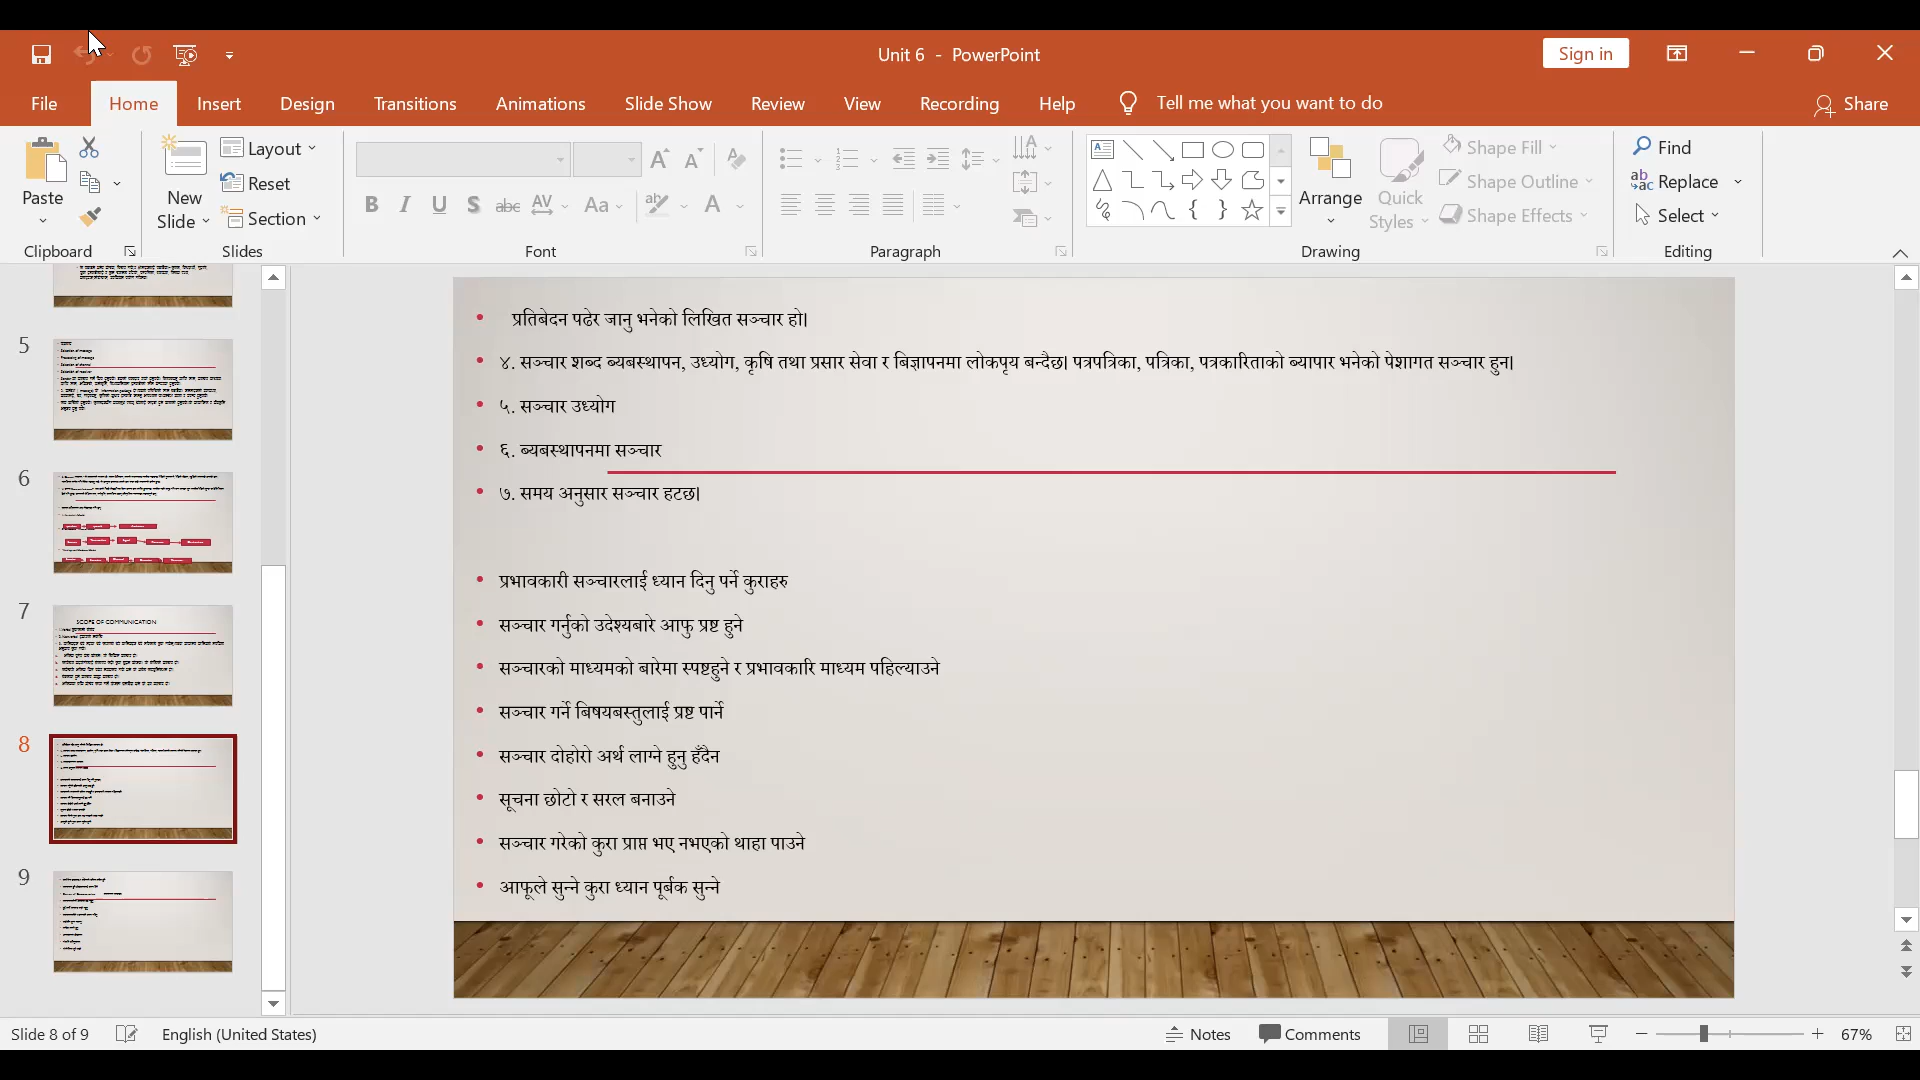 Unit 6 - PowerPoint
Sign in
File Home Insert Design Transitions Animations Slide Show Review View Recording Help Tell me what you want to do Share
Paste
New Slide
Layout
Reset
Section
Shape Fill
Shape Outline
Shape Effects
Arrange
Quick Styles
Find
Replace
Select
Clipboard Slides Font Paragraph Drawing Editing
5
6
7
SCOPE OF COMMUNICATION
8
9
• प्रतिबेदन पढेर जानु भनेको लिखित सञ्चार हो|
• ४. सञ्चार शब्द ब्यबस्थापन, उध्योग, कृषि तथा प्रसार सेवा र बिज्ञापनमा लोकपृय बन्दैछ| पत्रपत्रिका, पत्रिका, पत्रकारिताको ब्यापार भनेको पेशागत सञ्चार हुन|
• ५. सञ्चार उध्योग
• ६. ब्यबस्थापनमा सञ्चार
• ७. समय अनुसार सञ्चार हटछ|
• प्रभावकारी सञ्चारलाई ध्यान दिनु पर्ने कुराहरु
• सञ्चार गर्नुको उदेश्यबारे आफु प्रष्ट हुने
• सञ्चारको माध्यमको बारेमा स्पष्टहुने र प्रभावकारि माध्यम पहिल्याउने
• सञ्चार गर्ने बिषयबस्तुलाई प्रष्ट पार्ने
• सञ्चार दोहोरो अर्थ लाग्ने हुनु हुँदैन
• सूचना छोटो र सरल बनाउने
• सञ्चार गरेको कुरा प्राप्त भए नभएको थाहा पाउने
• आफूले सुन्ने कुरा ध्यान पूर्बक सुन्ने
Slide 8 of 9 English (United States) Notes Comments 67%